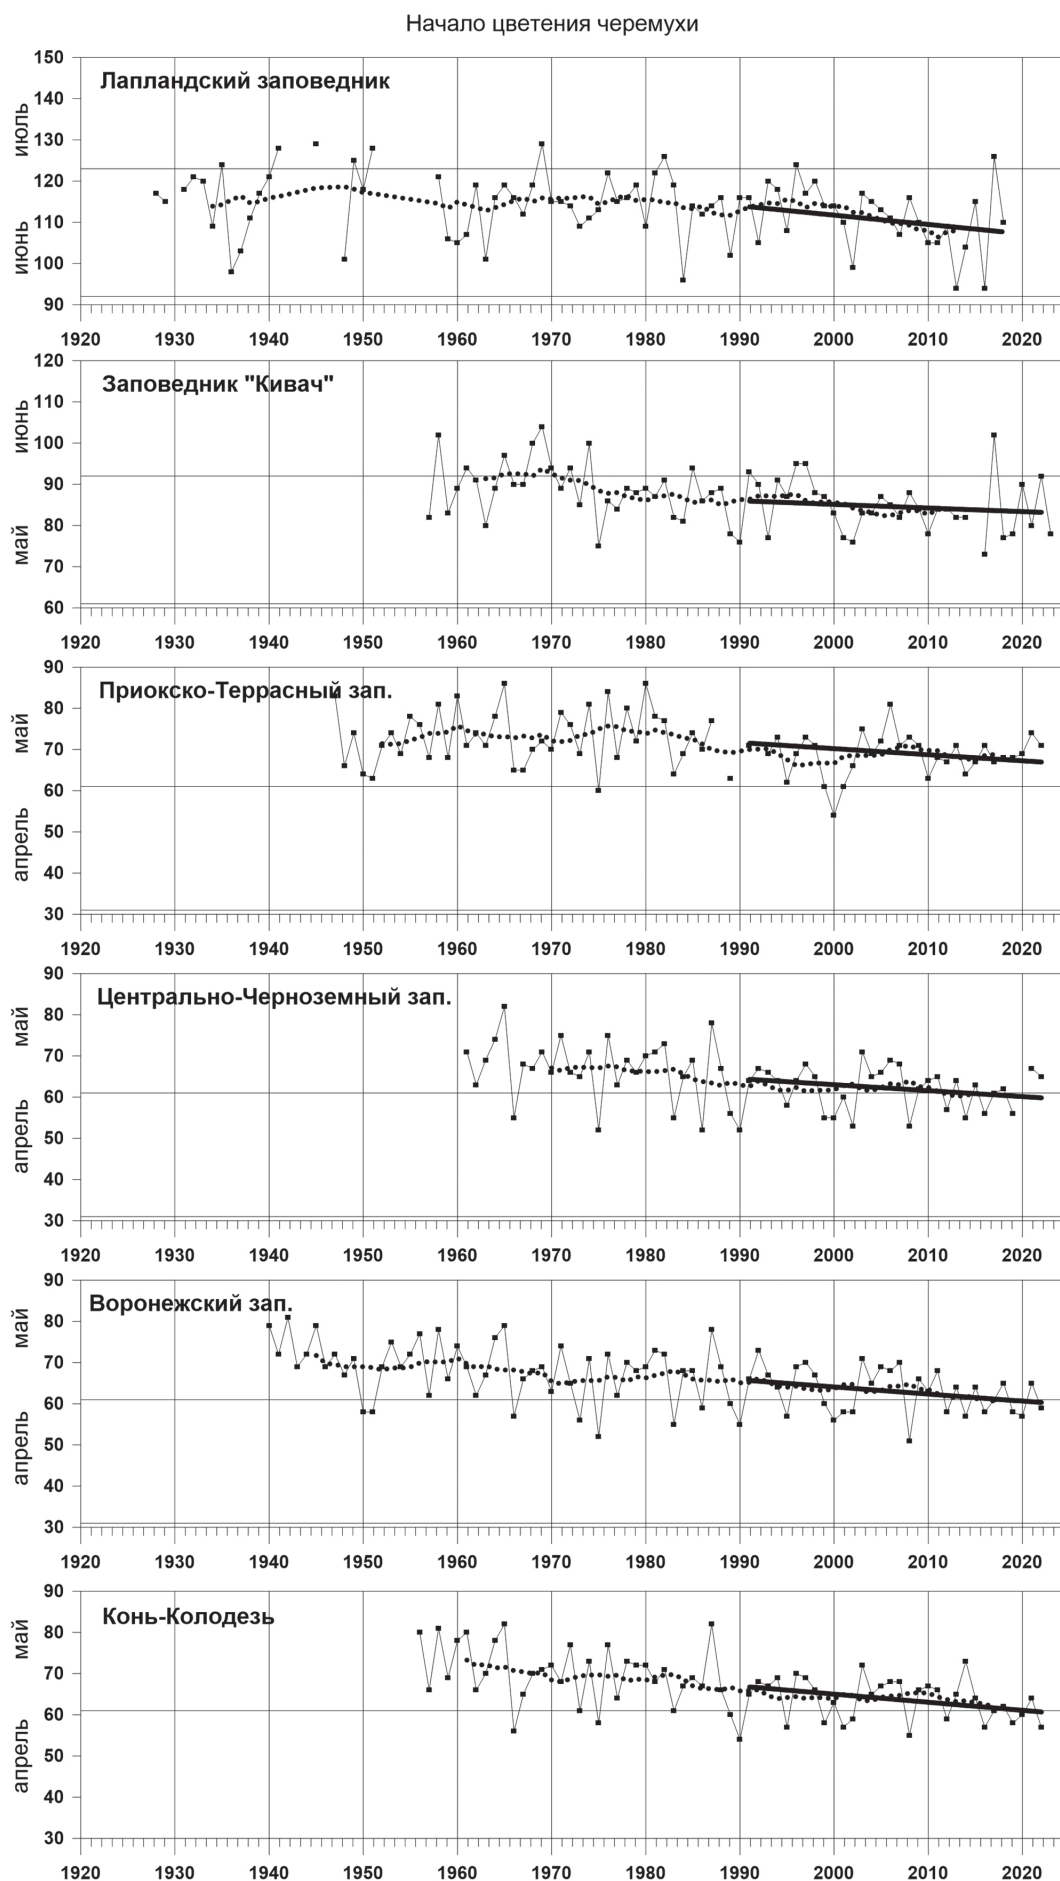 Начало цветения черемухи
Лапландский заповедник
150
140
130
120
110
100
90
июль
июнь
1920 1930 1940 1950 1960 1970 1980 1990 2000 2010 2020
Заповедник "Кивач"
120
110
100
90
80
70
60
июнь
май
1920 1930 1940 1950 1960 1970 1980 1990 2000 2010 2020
Приокско-Террасный зап.
90
80
70
60
50
40
30
май
апрель
1920 1930 1940 1950 1960 1970 1980 1990 2000 2010 2020
Центрально-Черноземный зап.
90
80
70
60
50
40
30
май
апрель
1920 1930 1940 1950 1960 1970 1980 1990 2000 2010 2020
Воронежский зап.
90
80
70
60
50
40
30
май
апрель
1920 1930 1940 1950 1960 1970 1980 1990 2000 2010 2020
Конь-Колодезь
90
80
70
60
50
40
30
май
апрель
1920 1930 1940 1950 1960 1970 1980 1990 2000 2010 2020